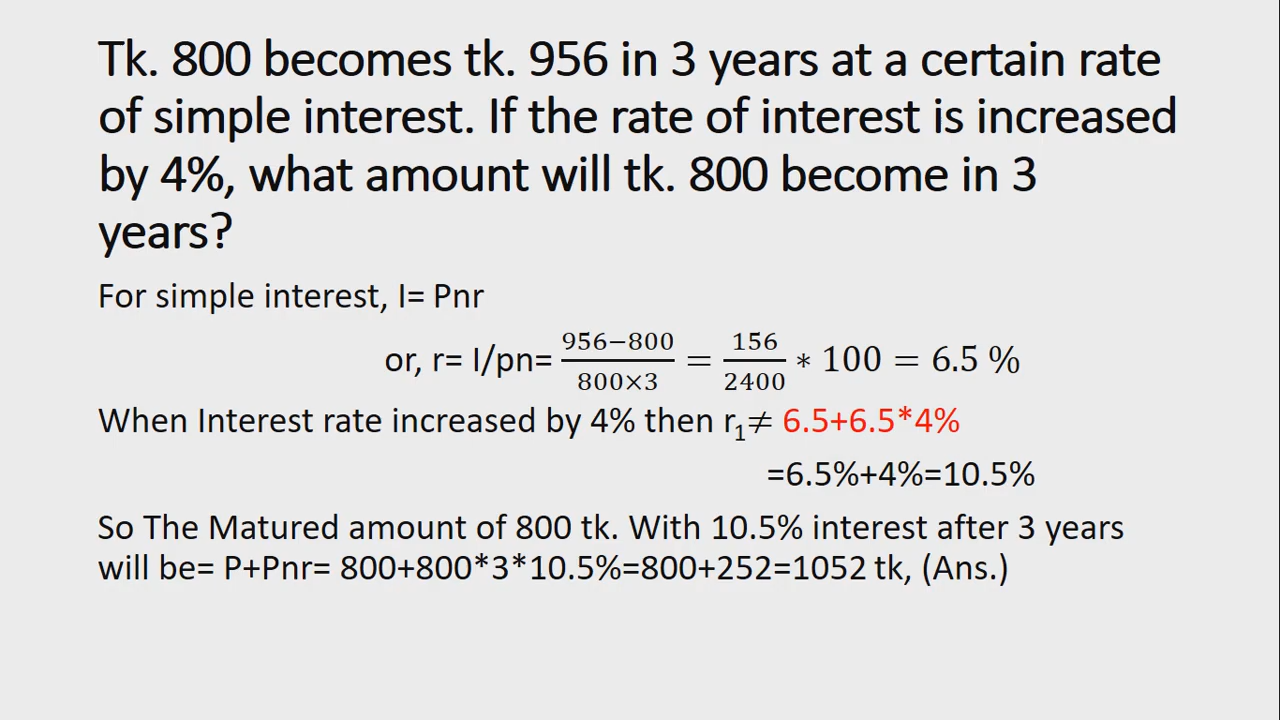 Tk. 800 becomes tk. 956 in 3 years at a certain rate
of simple interest. If the rate of interest is increased
by 4%, what amount will tk. 800 become in 3
years?
For simple interest, I= Pnr
or, r= I/pn= \frac{956−800}{800×3} = \frac{156}{2400} ∗ 100 = 6.5 %
When Interest rate increased by 4% then r₁≠ 6.5+6.5*4%
=6.5%+4%=10.5%
So The Matured amount of 800 tk. With 10.5% interest after 3 years
will be= P+Pnr= 800+800*3*10.5%=800+252=1052 tk, (Ans.)